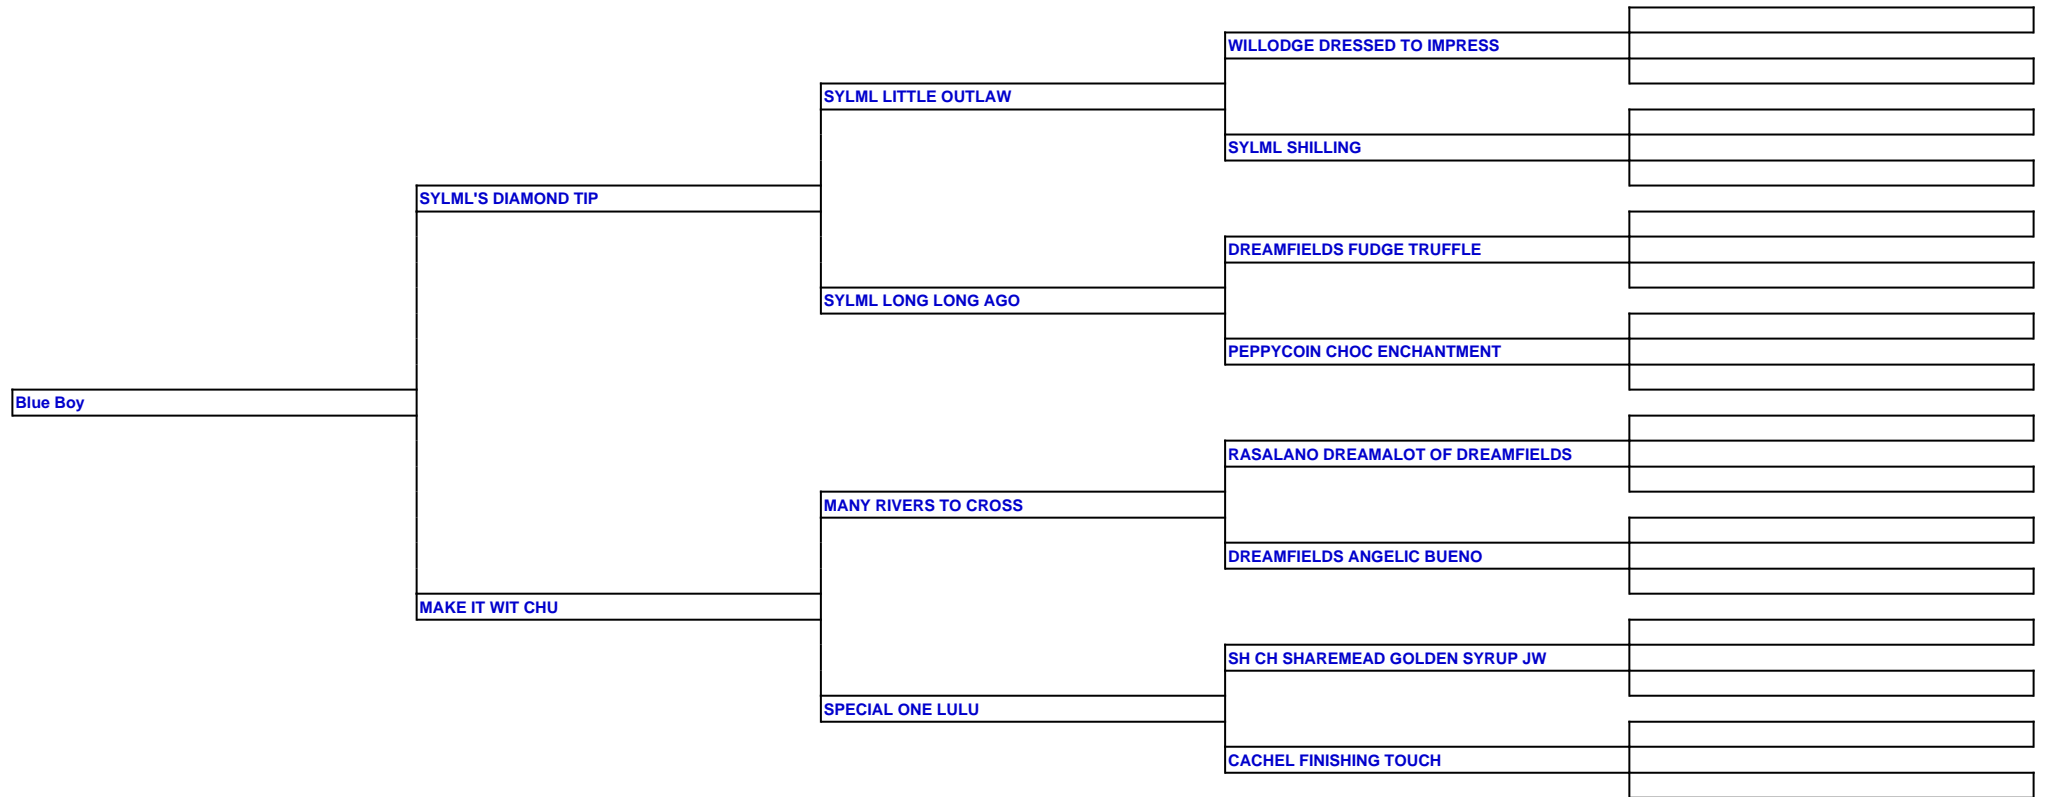 WILLODGE DRESSED TO IMPRESS
SYLML LITTLE OUTLAW
SYLML SHILLING
SYLML'S DIAMOND TIP
DREAMFIELDS FUDGE TRUFFLE
SYLML LONG LONG AGO
PEPPYCOIN CHOC ENCHANTMENT
Blue Boy
RASALANO DREAMALOT OF DREAMFIELDS
MANY RIVERS TO CROSS
DREAMFIELDS ANGELIC BUENO
MAKE IT WIT CHU
SH CH SHAREMEAD GOLDEN SYRUP JW
SPECIAL ONE LULU
CACHEL FINISHING TOUCH